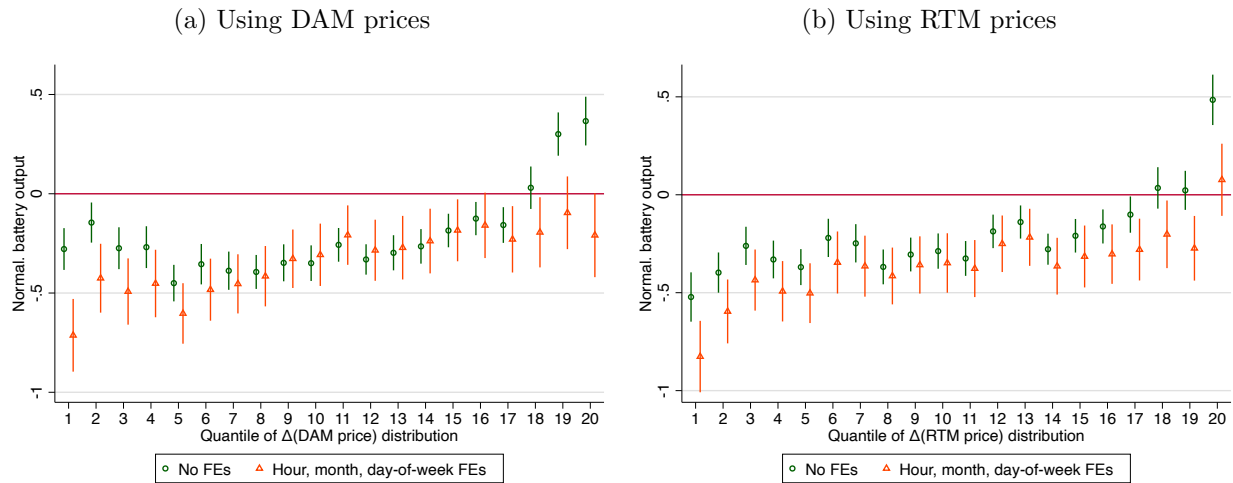 (a) Using DAM prices
Normal. battery output
.5
0
-.5
-1
1 2 3 4 5 6 7 8 9 10 11 12 13 14 15 16 17 18 19 20
Quantile of Δ(DAM price) distribution
No FEs Hour, month, day-of-week FEs
(b) Using RTM prices
Normal. battery output
.5
0
-.5
-1
1 2 3 4 5 6 7 8 9 10 11 12 13 14 15 16 17 18 19 20
Quantile of Δ(RTM price) distribution
No FEs Hour, month, day-of-week FEs